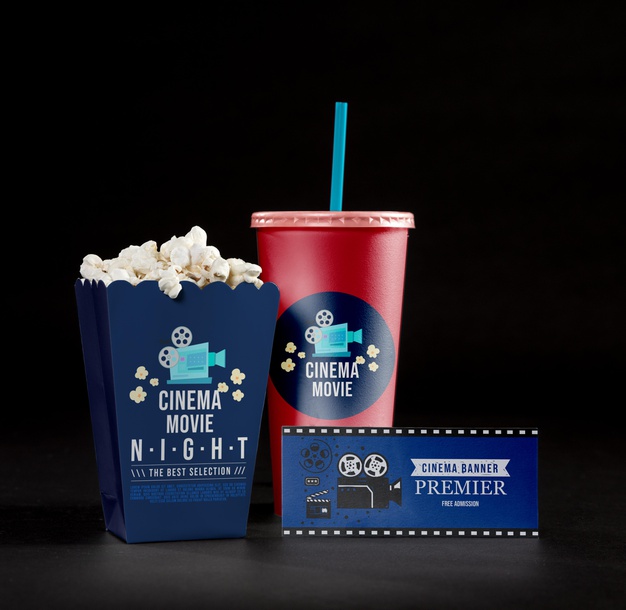 CINEMA
MOVIE
N·I·G·H·T
\\\ THE BEST SELECTION ///
CINEMA
MOVIE
CINEMA BANNER
PREMIER
FREE ADMISSION